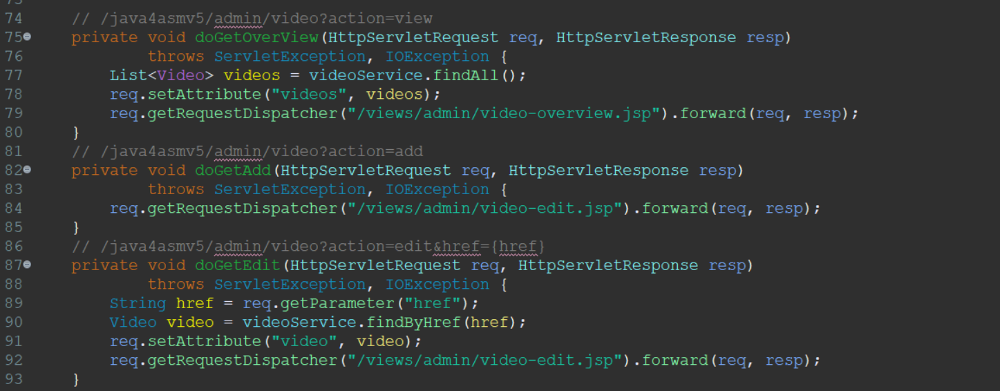 73
74 // /java4asmv5/admin/video?action=view
75 private void doGetOverView(HttpServletRequest req, HttpServletResponse resp)
76 throws ServletException, IOException {
77 List<Video> videos = videoService.findAll();
78 req.setAttribute("videos", videos);
79 req.getRequestDispatcher("/views/admin/video-overview.jsp").forward(req, resp);
80 }
81 // /java4asmv5/admin/video?action=add
82 private void doGetAdd(HttpServletRequest req, HttpServletResponse resp)
83 throws ServletException, IOException {
84 req.getRequestDispatcher("/views/admin/video-edit.jsp").forward(req, resp);
85 }
86 // /java4asmv5/admin/video?action=edit&href={href}
87 private void doGetEdit(HttpServletRequest req, HttpServletResponse resp)
88 throws ServletException, IOException {
89 String href = req.getParameter("href");
90 Video video = videoService.findByHref(href);
91 req.setAttribute("video", video);
92 req.getRequestDispatcher("/views/admin/video-edit.jsp").forward(req, resp);
93 }